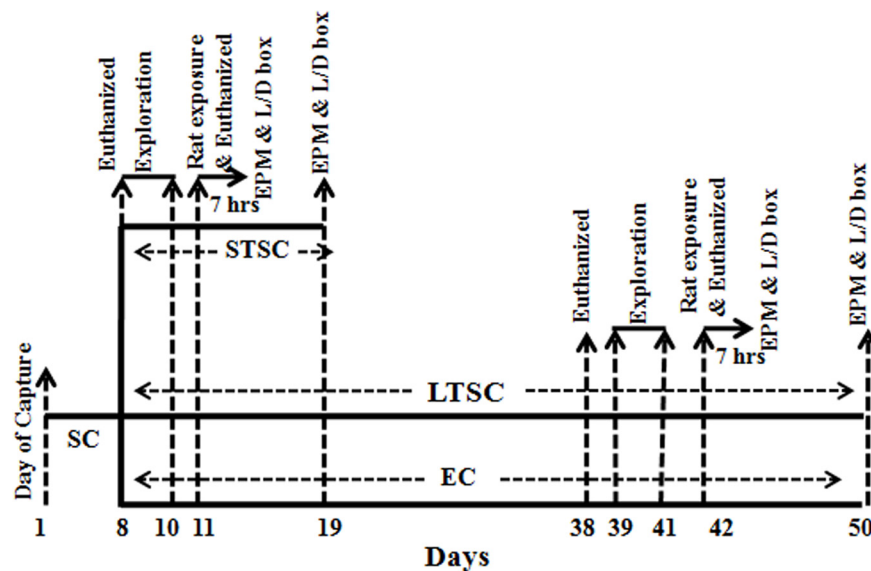 Euthanized
Exploration
Rat exposure
& Euthanized
EPM & L/D box
EPM & L/D box
7 hrs
STSC
Euthanized
Exploration
Rat exposure
& Euthanized
EPM & L/D box
EPM & L/D box
7 hrs
LTSC
Day of Capture
SC
EC
1 8 10 11 19 38 39 41 42 50
Days